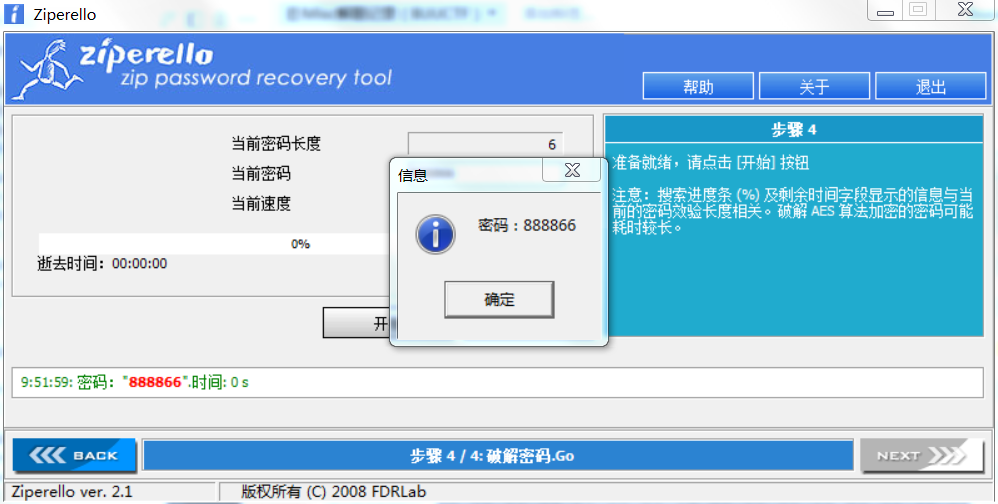 Ziperello
ziperello
zip password recovery tool
帮助
关于
退出
当前密码长度
6
当前密码
当前速度
0%
逝去时间：00:00:00
开
信息
密码：888866
确定
步骤 4
准备就绪，请点击 [开始] 按钮
注意：搜索进度条 (%) 及剩余时间字段显示的信息与当
前的密码效验长度相关。破解 AES 算法加密的密码可能
耗时较长。
9:51:59: 密码："888866".时间: 0 s
BACK
步骤 4 / 4: 破解密码.Go
NEXT
Ziperello ver. 2.1
版权所有 (C) 2008 FDRLab